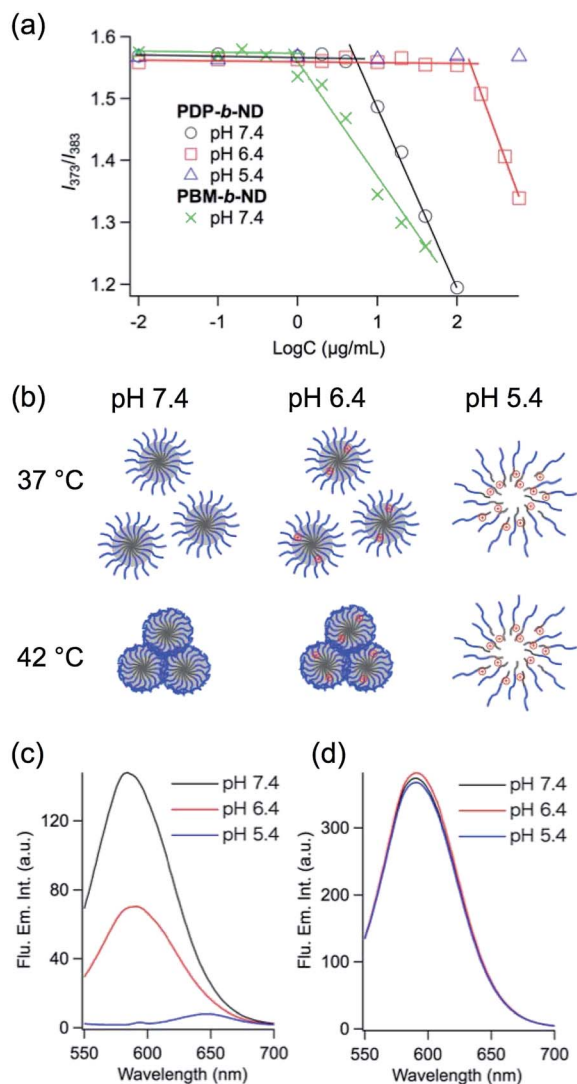 (a)
1.6
1.5
1.4
1.3
1.2
I373/I383
PDP-b-ND
pH 7.4
pH 6.4
pH 5.4
PBM-b-ND
pH 7.4
-2
-1
0
1
2
LogC (µg/mL)
(b)
pH 7.4
pH 6.4
pH 5.4
37 °C
42 °C
(c)
Flu. Em. Int. (a.u.)
120
80
40
0
pH 7.4
pH 6.4
pH 5.4
550
600
650
700
Wavelength (nm)
(d)
Flu. Em. Int. (a.u.)
300
200
100
0
pH 7.4
pH 6.4
pH 5.4
550
600
650
700
Wavelength (nm)